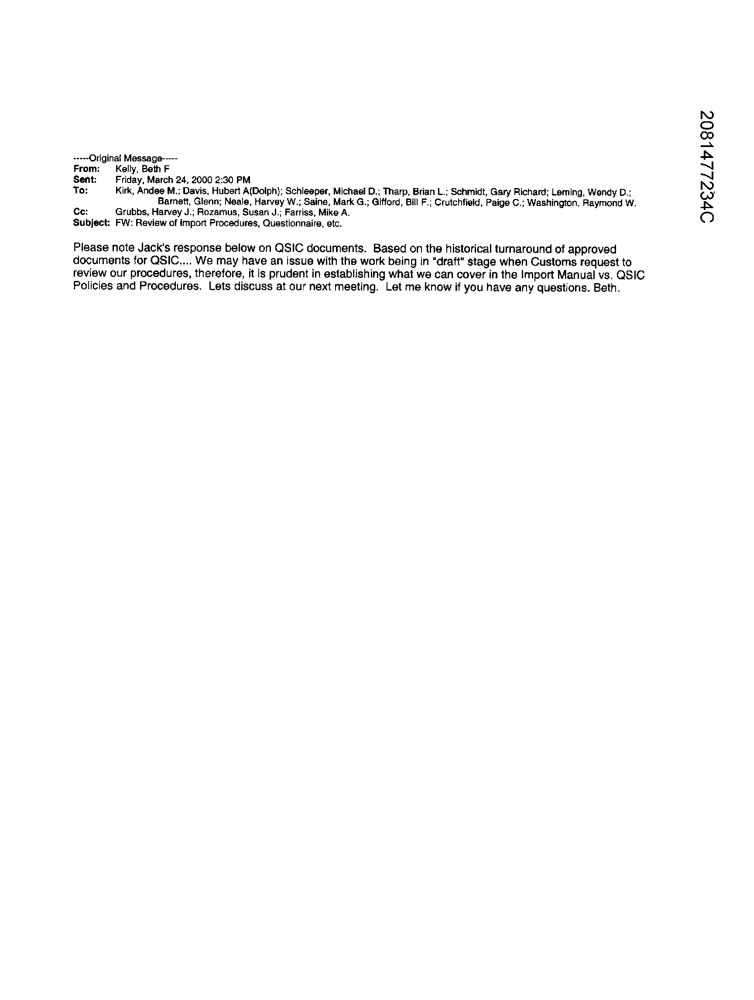 -----Original Message-----
From: Kelly, Beth F
Sent: Friday, March 24, 2000 2:30 PM
To: Kirk, Andee M.; Davis, Hubert A(Dolph); Schleeper, Michael D.; Tharp, Brian L.; Schmidt, Gary Richard; Leming, Wendy D.;
Barnett, Glenn; Neale, Harvey W.; Saine, Mark G.; Gifford, Bill F.; Crutchfield, Paige C.; Washington, Raymond W.
Cc: Grubbs, Harvey J.; Rozamus, Susan J.; Farriss, Mike A.
Subject: FW: Review of Import Procedures, Questionnaire, etc.
Please note Jack's response below on QSIC documents. Based on the historical turnaround of approved
documents for QSIC.... We may have an issue with the work being in "draft" stage when Customs request to
review our procedures, therefore, it is prudent in establishing what we can cover in the Import Manual vs. QSIC
Policies and Procedures. Lets discuss at our next meeting. Let me know if you have any questions. Beth.
2081477234C